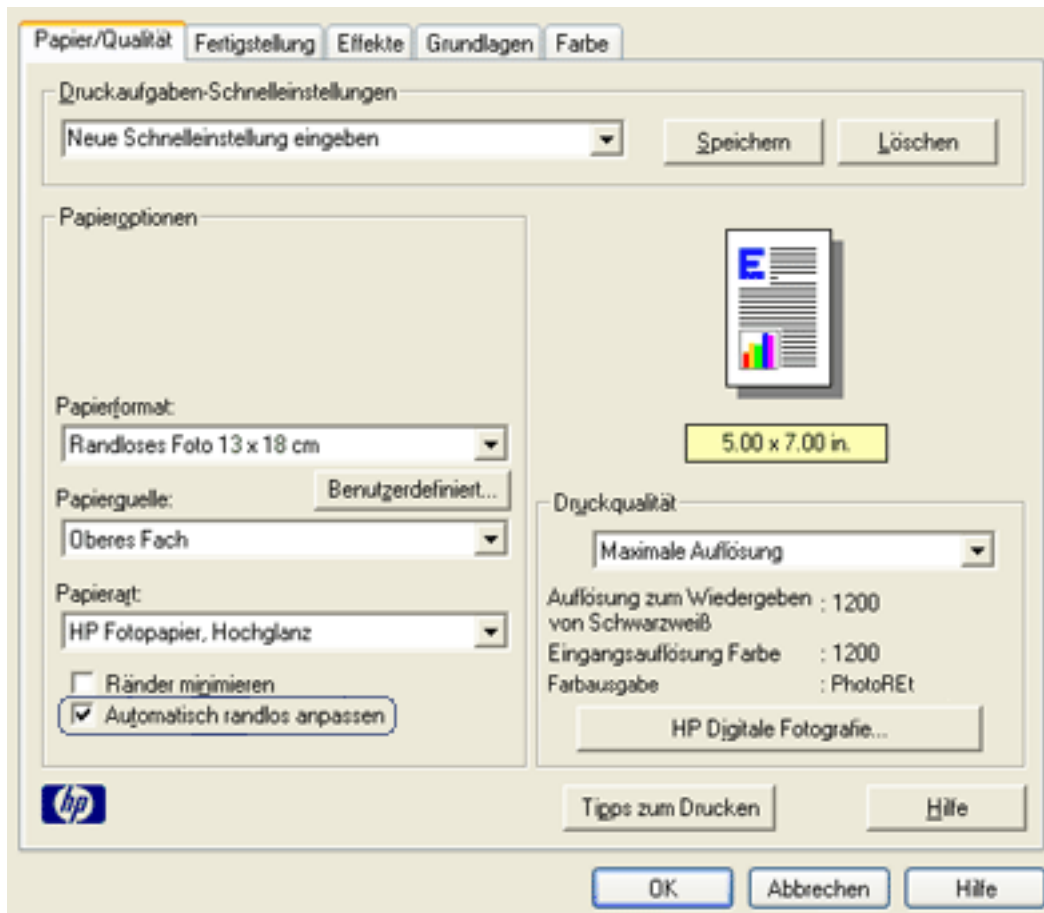 Papier/Qualität Fertigstellung Effekte Grundlagen Farbe
Druckaufgaben-Schnelleinstellungen
Neue Schnelleinstellung eingeben Speichern Löschen
Papieroptionen
E
Papierformat:
Randloses Foto 13 x 18 cm
5.00 x 7.00 in.
Benutzerdefiniert...
Papierquelle:
Oberes Fach
Druckqualität
Maximale Auflösung
Papierart:
HP Fotopapier, Hochglanz
Auflösung zum Wiedergeben : 1200
von Schwarzweiß
Eingangsauflösung Farbe : 1200
Farbausgabe : PhotoREt
Ränder minimieren
Automatisch randlos anpassen
HP Digitale Fotografie...
hp
Tipps zum Drucken Hilfe
OK Abbrechen Hilfe